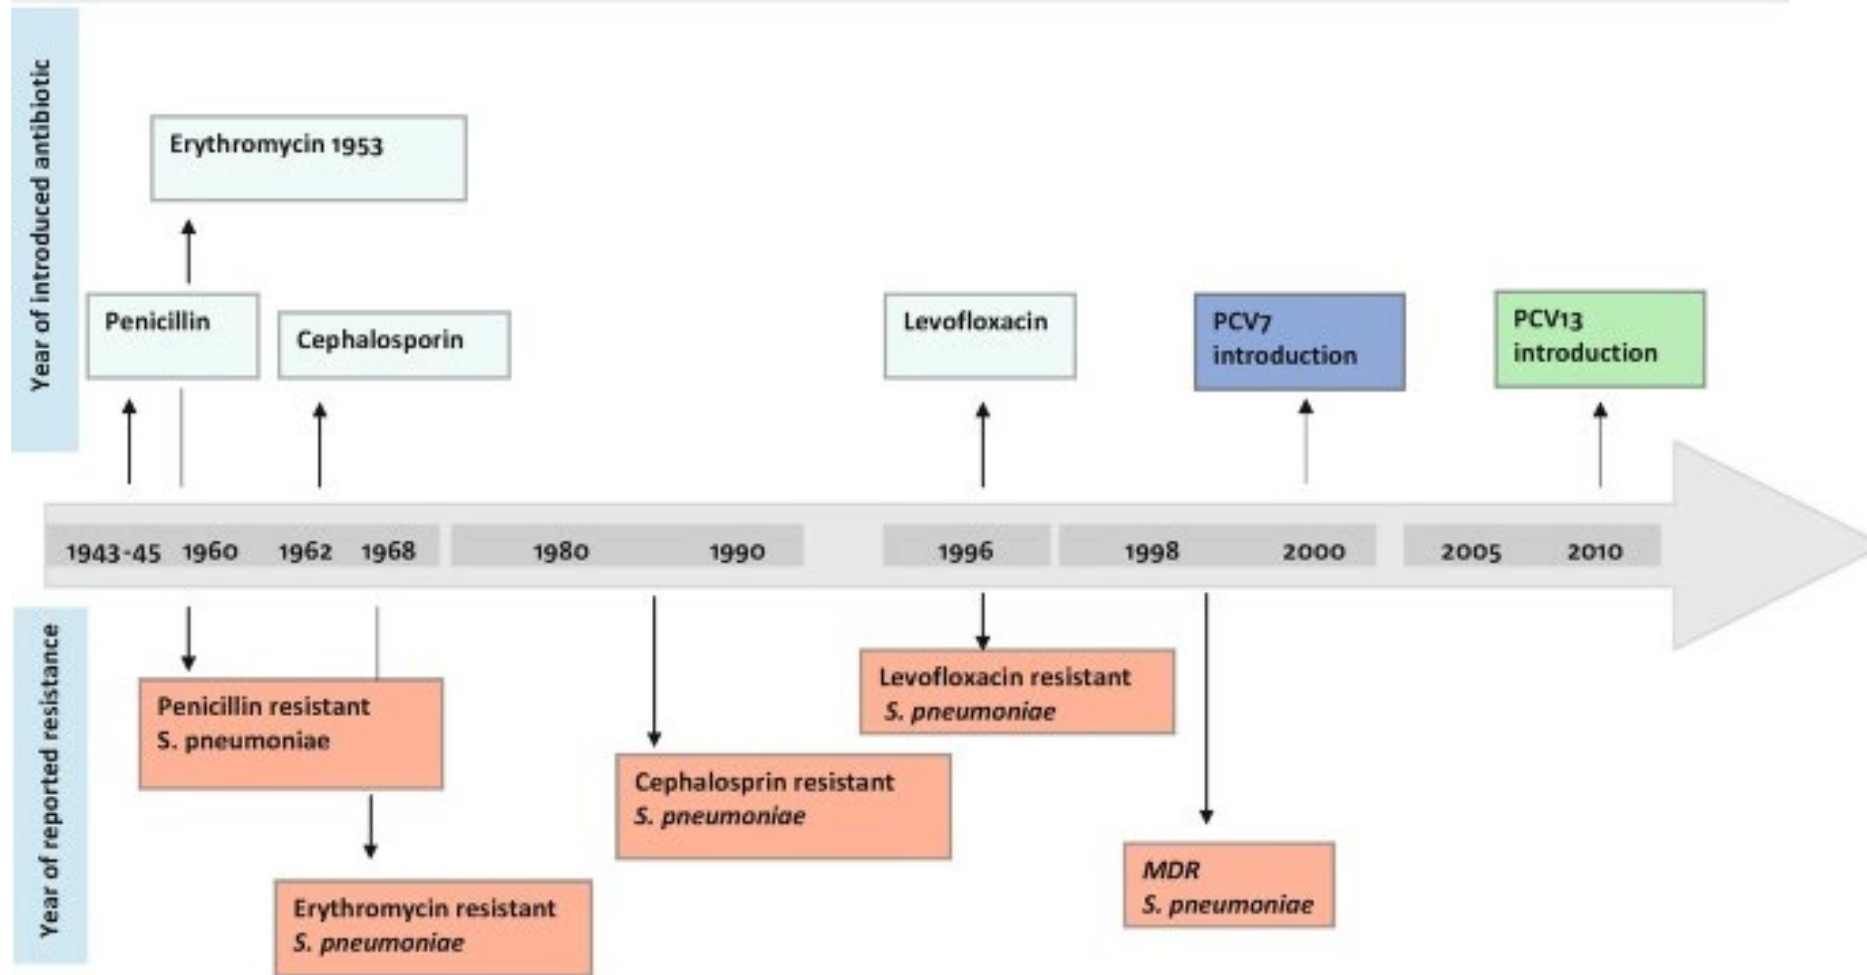 Year of introduced antibiotic
Erythromycin 1953
Penicillin
Cephalosporin
Levofloxacin
PCV7
introduction
PCV13
introduction
1943-45 1960 1962 1968 1980 1990 1996 1998 2000 2005 2010
Year of reported resistance
Penicillin resistant
S. pneumoniae
Erythromycin resistant
S. pneumoniae
Cephalosprin resistant
S. pneumoniae
Levofloxacin resistant
S. pneumoniae
MDR
S. pneumoniae